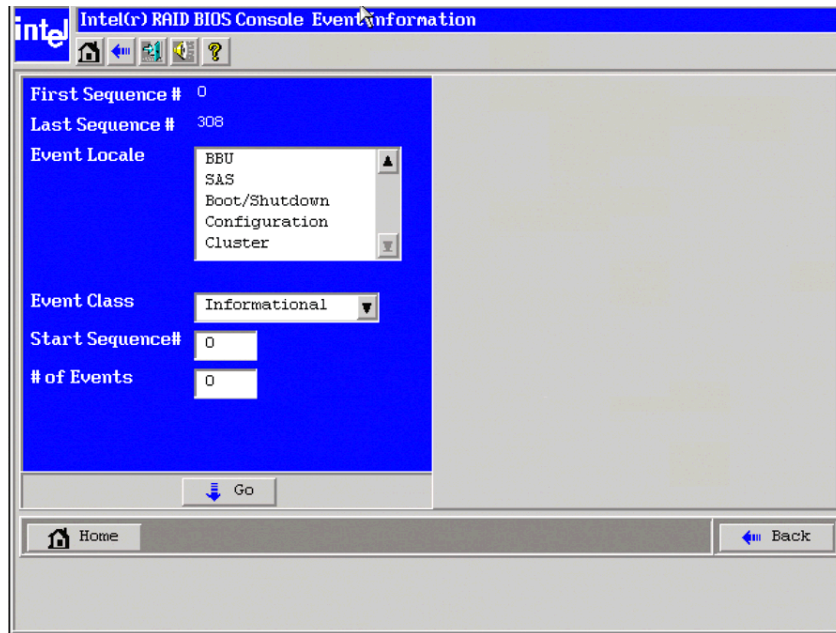 intel
Intel(r) RAID BIOS Console Event Information
?
First Sequence # 0
Last Sequence # 308
Event Locale
BBU
SAS
Boot/Shutdown
Configuration
Cluster
Event Class Informational
Start Sequence# 0
# of Events 0
Go
Home
Back